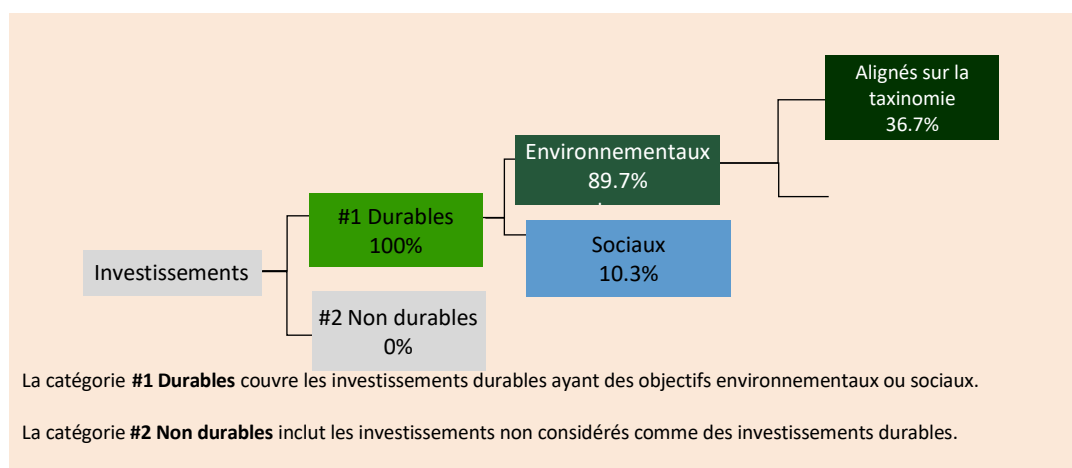 Alignés sur la
taxinomie
36.7%
Environnementaux
89.7%
#1 Durables
100%
Sociaux
10.3%
Investissements
#2 Non durables
0%
La catégorie #1 Durables couvre les investissements durables ayant des objectifs environnementaux ou sociaux.
La catégorie #2 Non durables inclut les investissements non considérés comme des investissements durables.